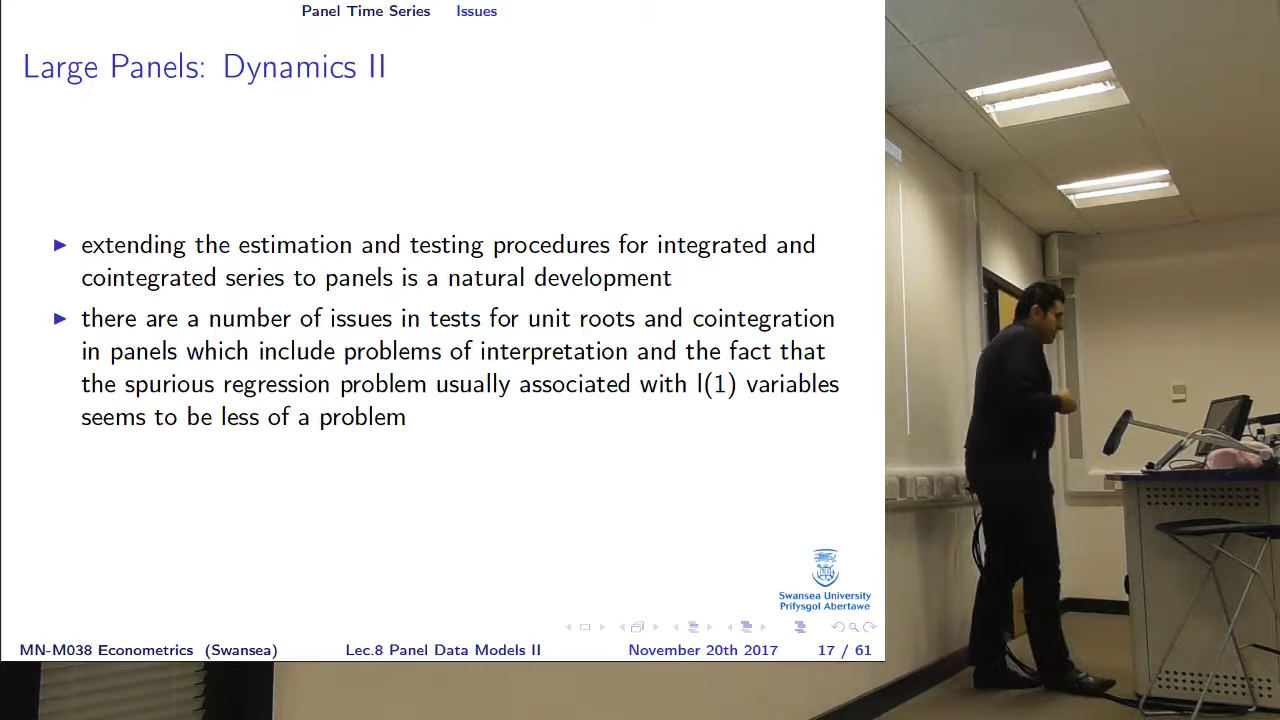 Panel Time Series Issues
Large Panels: Dynamics II
extending the estimation and testing procedures for integrated and
cointegrated series to panels is a natural development
there are a number of issues in tests for unit roots and cointegration
in panels which include problems of interpretation and the fact that
the spurious regression problem usually associated with I(1) variables
seems to be less of a problem
Swansea University
Prifysgol Abertawe
MN-M038 Econometrics (Swansea) Lec.8 Panel Data Models II November 20th 2017 17 / 61